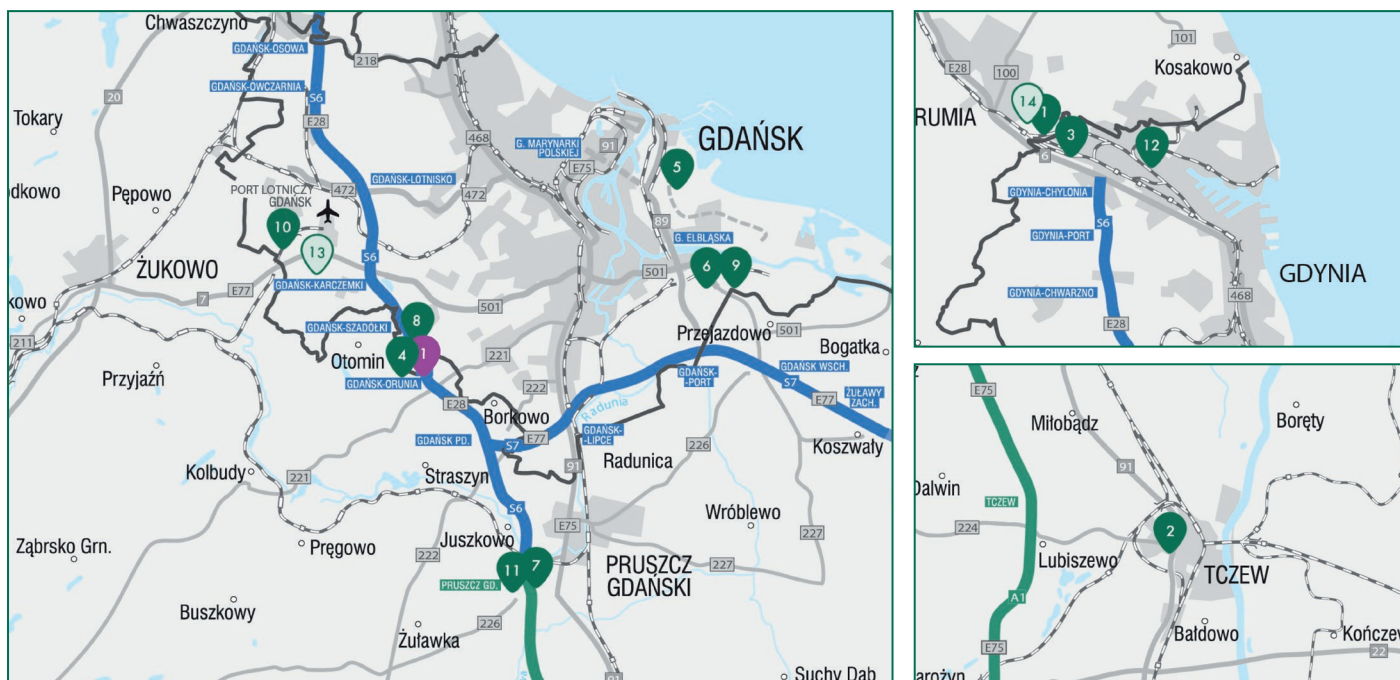 Chwaszczyno
GDAŃSK-OSOWA
218
GDAŃSK-OWCZARNIA
20
S6
E28
Tokary
468
G. MARYNARKI
POLSKIEJ
91
E75
GDAŃSK
5
odkowo
Pępowo
PORT LOTNICZY
GDAŃSK
472
GDAŃSK-LOTNISKO
472
89
10
13
G. ELBLĄSKA
ŻUKOWO
S6
501
6
9
GDAŃSK-KARCZEMKI
kowo
7
E77
501
8
GDAŃSK-SZADÓŁKI
Przejazdowo
501
211
Otomin
4
1
221
Bogatka
Przyjaźń
GDAŃSK-ORUNIA
222
GDAŃSK-
-PORT
GDAŃSK WSCH.
S7
ŻUŁAWY
ZACH.
E28
Borkowo
Radunia
E77
GDAŃSK PD.
S7
E77
GDAŃSK-
-LIPCE
226
Koszwały
Kolbudy
221
Straszyn
91
Radunica
S6
Wróblewo
Ząbrsko Grn.
Pręgowo
222
Juszkowo
E75
227
11
7
PRUSZCZ
GDAŃSKI
227
PRUSZCZ GD.
Buszkowy
Żuławka
226
91
Suchy Dąb
101
E28
100
Kosakowo
14
RUMIA
1
3
12
6
GDYNIA-CHYLONIA
S6
GDYNIA-PORT
GDYNIA
GDYNIA-CHWARZNO
468
E28
E75
Miłobądz
Boręty
91
Dalwin
TCZEW
224
2
Lubiszewo
TCZEW
A1
E75
Bałdowo
Kończew
22
arożyn